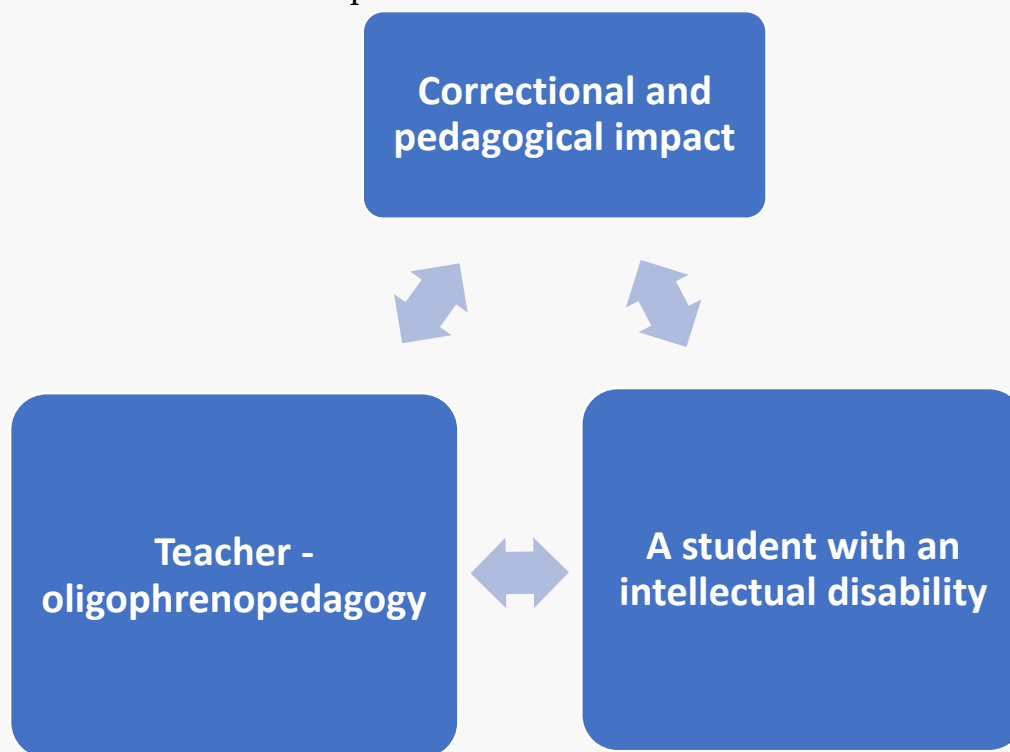 Correctional and
pedagogical impact
Teacher -
oligophrenopedagogy
A student with an
intellectual disability